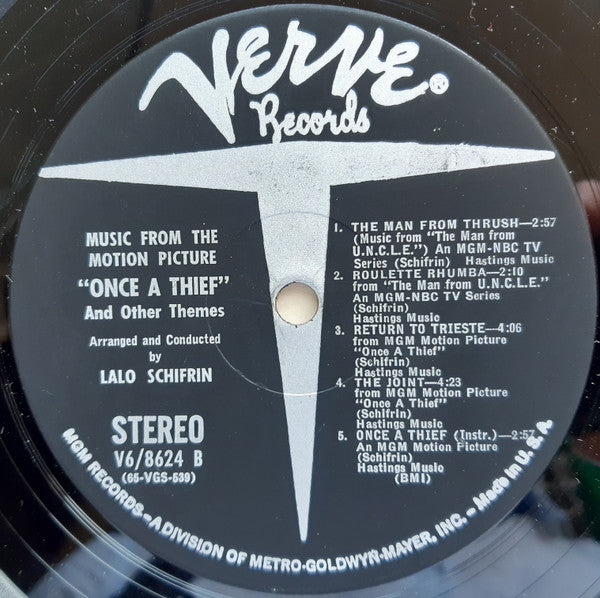 VERVE®
Records
MUSIC FROM THE
MOTION PICTURE
"ONCE A THIEF"
And Other Themes
Arranged and Conducted
by
LALO SCHIFRIN
STEREO
V6/8624 B
(65-VGS-539)
1. THE MAN FROM THRUSH—2:57
(Music from "The Man from
U.N.C.L.E.") An MGM-NBC TV
Series (Schifrin) Hastings Music
2. ROULETTE RHUMBA—2:10
from "The Man from U.N.C.L.E."
An MGM-NBC TV Series
(Schifrin)
Hastings Music
3. RETURN TO TRIESTE—4:06
from MGM Motion Picture
"Once A Thief"
(Schifrin)
Hastings Music
4. THE JOINT—4:23
from MGM Motion Picture
"Once A Thief"
(Schifrin)
Hastings Music
5. ONCE A THIEF (Instr.)—2:57
An MGM Motion Picture
(Schifrin)
Hastings Music
(BMI)
MGM RECORDS—A DIVISION OF METRO-GOLDWYN-MAYER, INC. – Made in U. S. A.